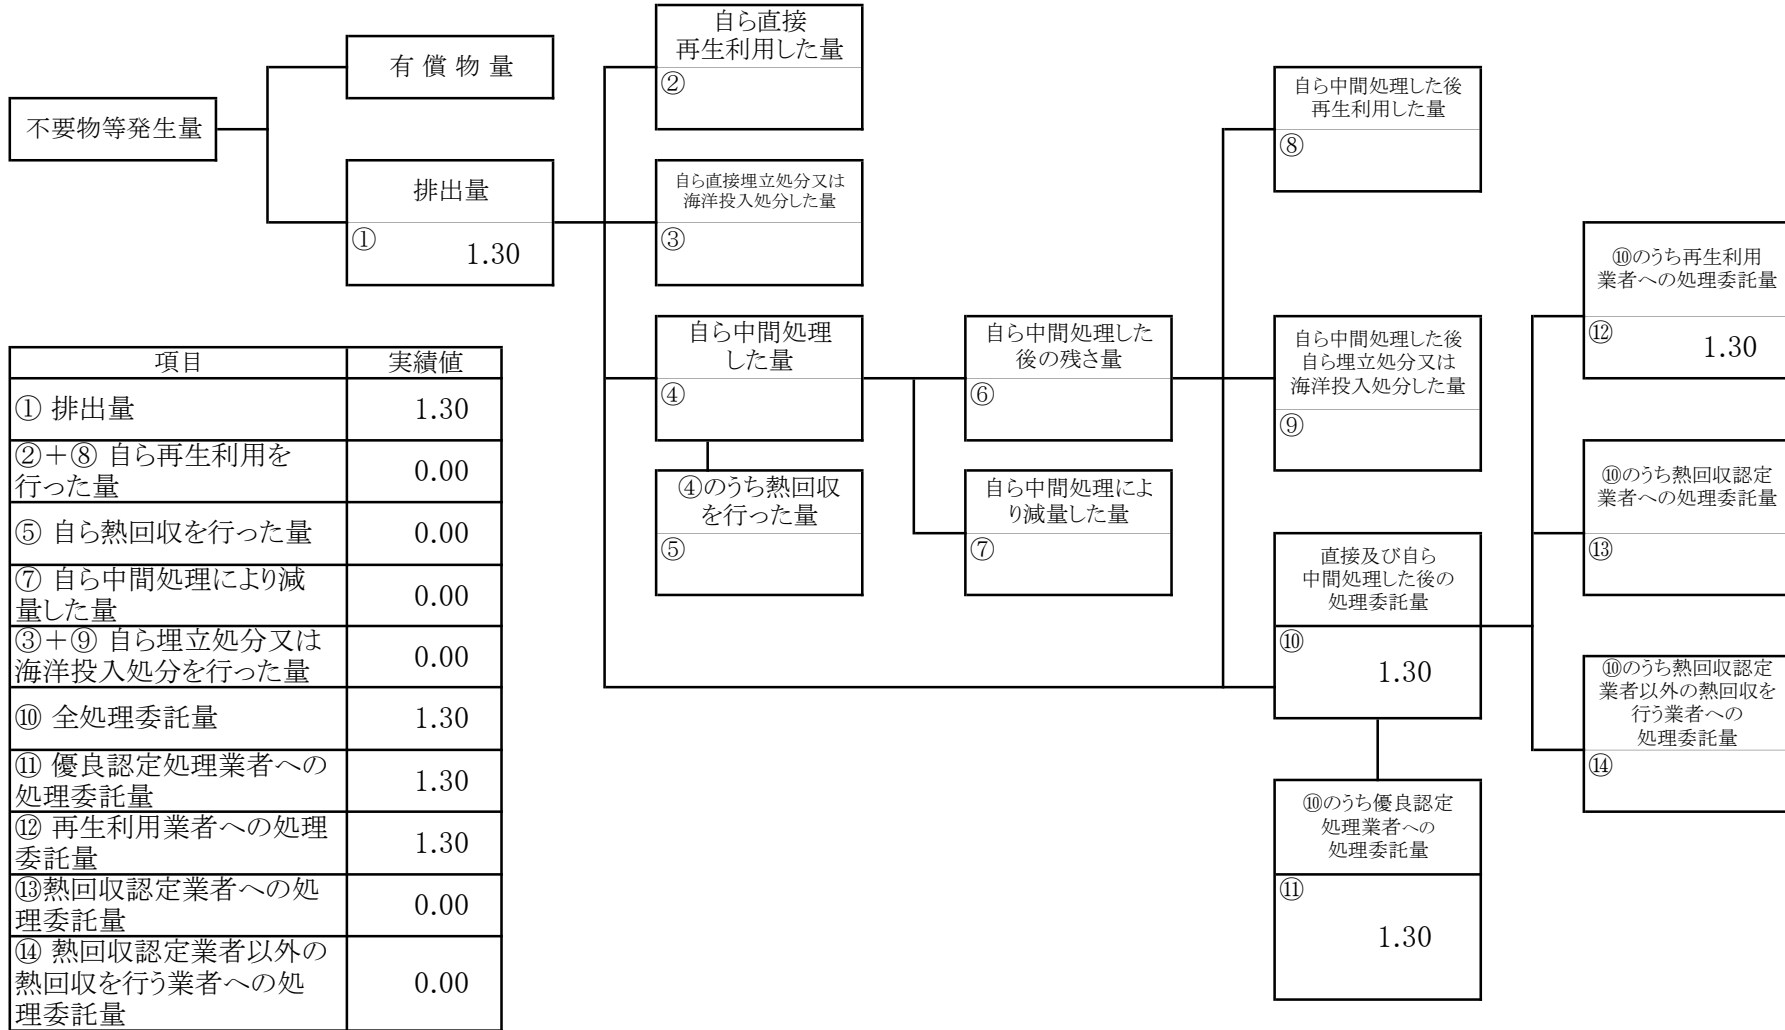 不要物等発生量
有 償 物 量
排出量
①
1.30
自ら直接
再生利用した量
②
自ら直接埋立処分又は
海洋投入処分した量
③
自ら中間処理
した量
④
④のうち熱回収
を行った量
⑤
自ら中間処理した
後の残さ量
⑥
自ら中間処理によ
り減量した量
⑦
自ら中間処理した後
再生利用した量
⑧
自ら中間処理した後
自ら埋立処分又は
海洋投入処分した量
⑨
直接及び自ら
中間処理した後の
処理委託量
⑩
1.30
⑩のうち優良認定
処理業者への
処理委託量
⑪
1.30
⑩のうち再生利用
業者への処理委託量
⑫
1.30
⑩のうち熱回収認定
業者への処理委託量
⑬
⑩のうち熱回収認定
業者以外の熱回収を
行う業者への
処理委託量
⑭
項目 実績値
① 排出量 1.30
②＋⑧ 自ら再生利用を
行った量 0.00
⑤ 自ら熱回収を行った量 0.00
⑦ 自ら中間処理により減
量した量 0.00
③＋⑨ 自ら埋立処分又は
海洋投入処分を行った量 0.00
⑩ 全処理委託量 1.30
⑪ 優良認定処理業者への
処理委託量 1.30
⑫ 再生利用業者への処理
委託量 1.30
⑬熱回収認定業者への処
理委託量 0.00
⑭ 熱回収認定業者以外の
熱回収を行う業者への処
理委託量 0.00